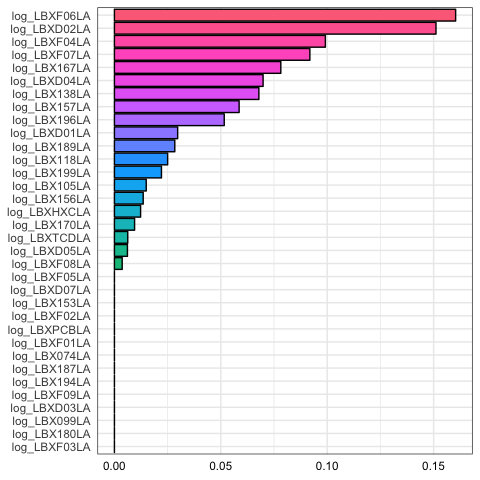 log_LBXF06LA
log_LBXD02LA
log_LBXF04LA
log_LBXF07LA
log_LBX167LA
log_LBXD04LA
log_LBX138LA
log_LBX157LA
log_LBX196LA
log_LBXD01LA
log_LBX189LA
log_LBX118LA
log_LBX199LA
log_LBX105LA
log_LBX156LA
log_LBXHXCLA
log_LBX170LA
log_LBXTCDLA
log_LBXD05LA
log_LBXF08LA
log_LBXF05LA
log_LBXD07LA
log_LBX153LA
log_LBXF02LA
log_LBXPCBLA
log_LBXF01LA
log_LBX074LA
log_LBX187LA
log_LBX194LA
log_LBXF09LA
log_LBXD03LA
log_LBX099LA
log_LBX180LA
log_LBXF03LA
0.00 0.05 0.10 0.15